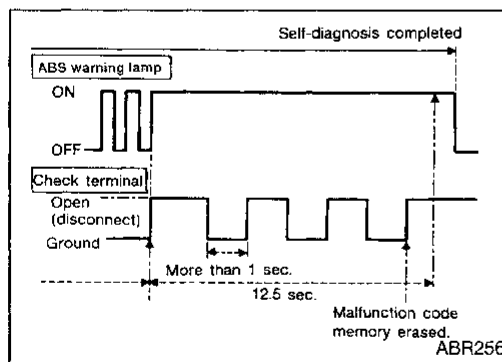 Self-diagnosis completed
ABS warning lamp
ON
OFF
Check terminal
Open
(disconnect)
Ground
More than 1 sec.
12.5 sec.
Malfunction code
memory erased.
ABR256